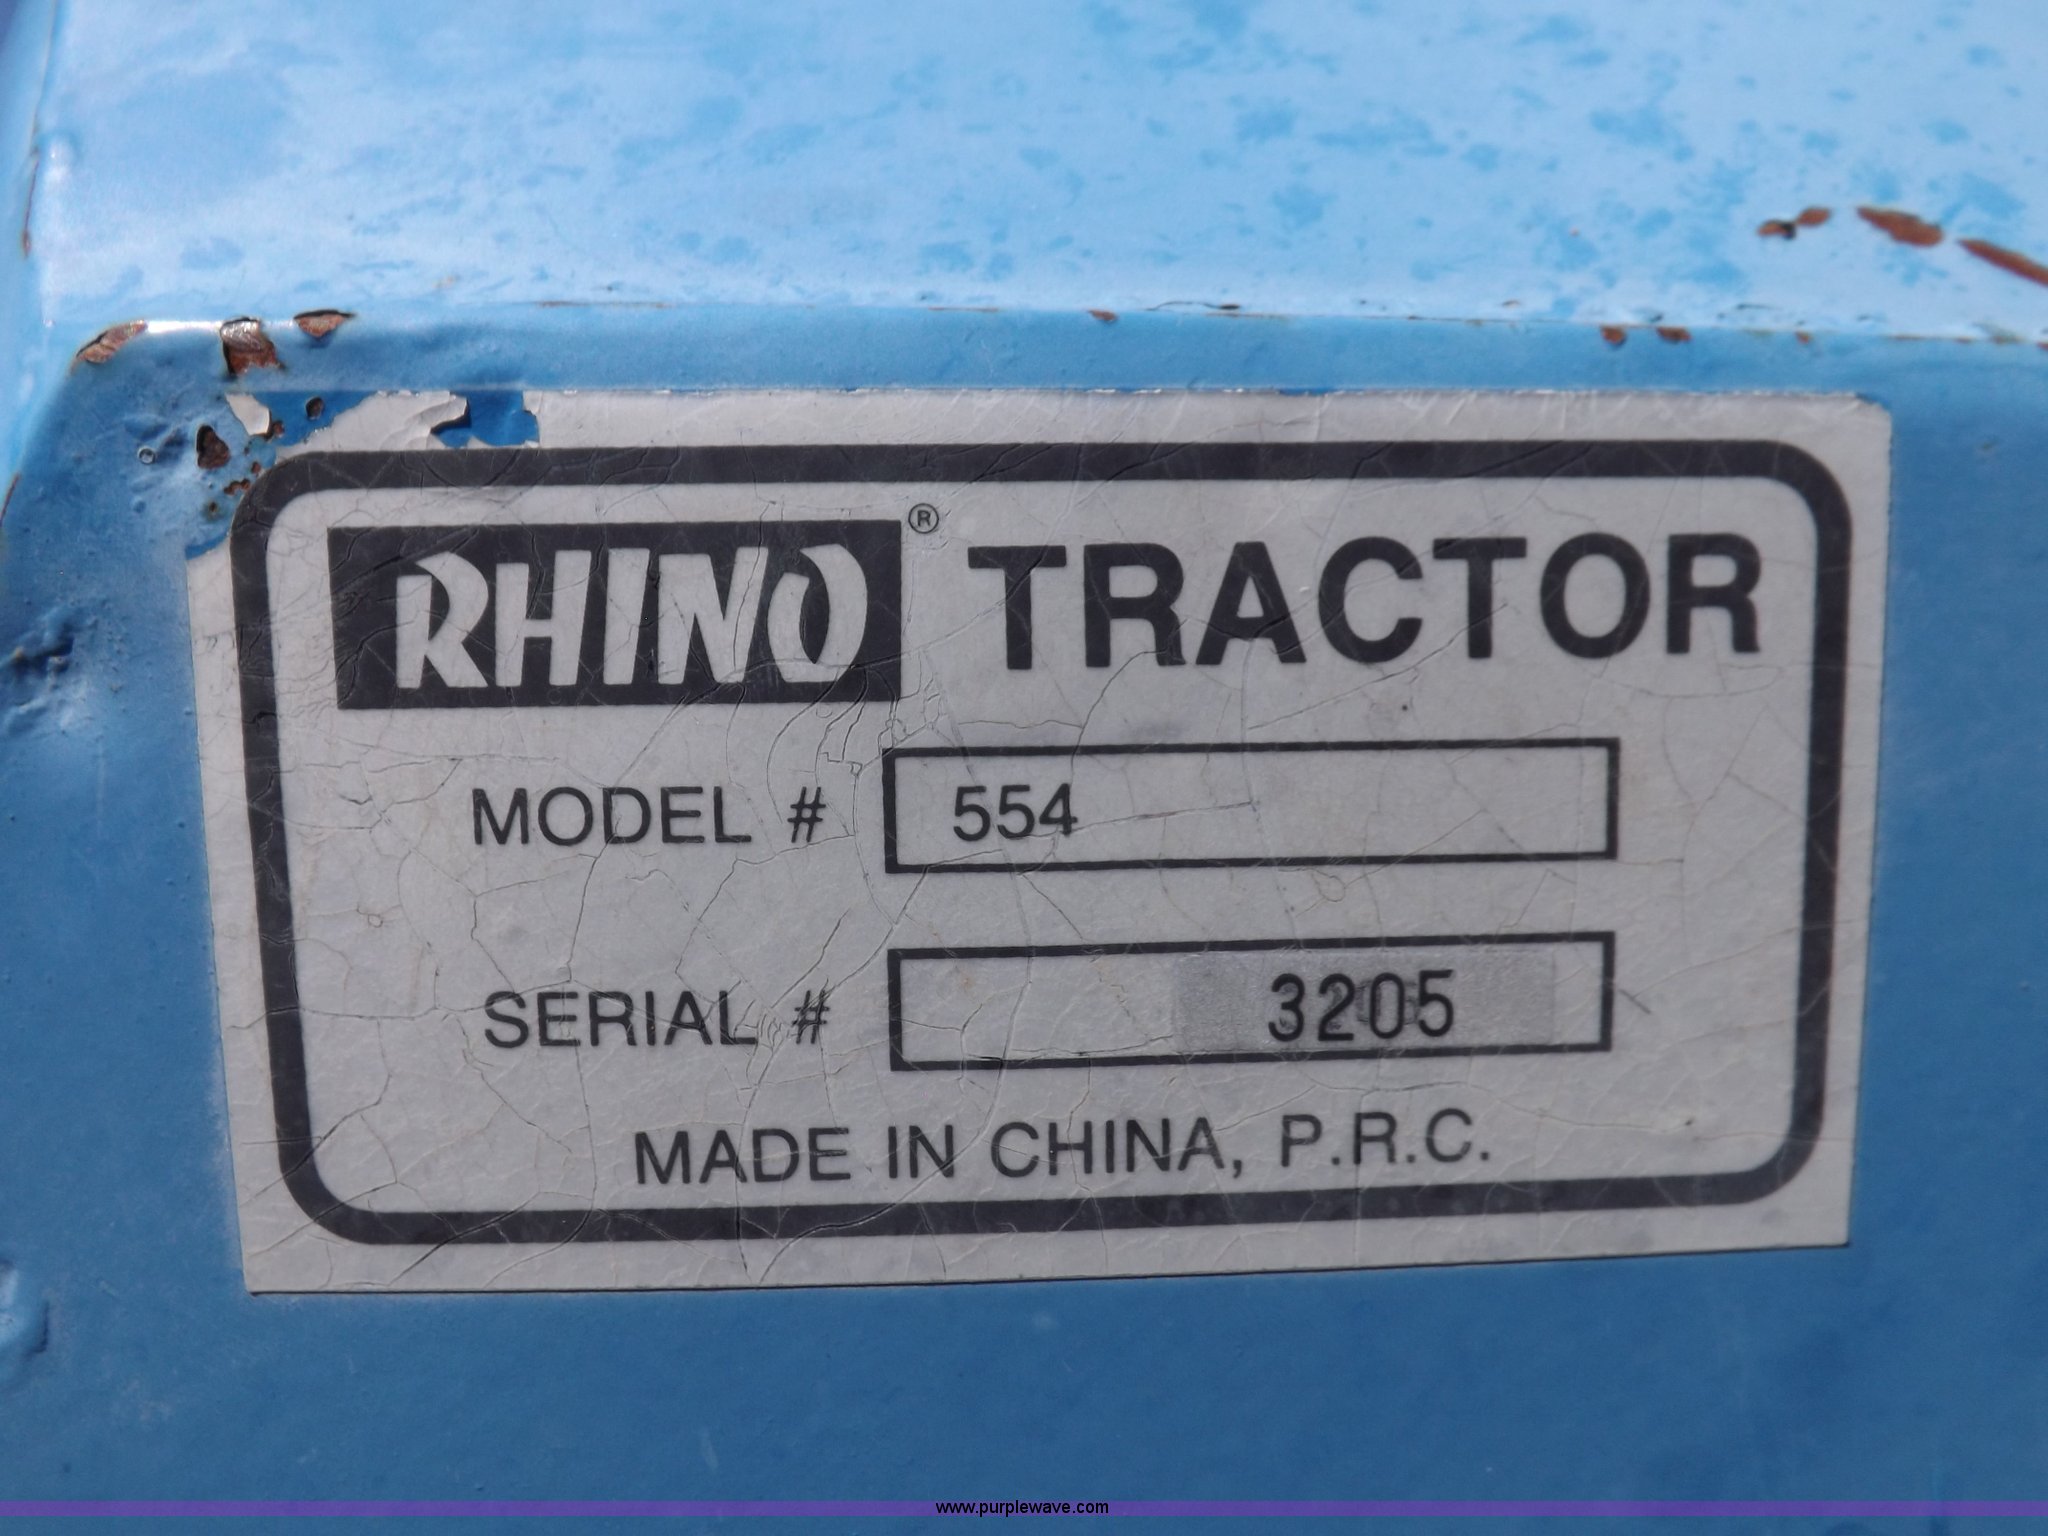 RHINO® TRACTOR
MODEL # 554
SERIAL # 3205
MADE IN CHINA, P.R.C.
www.purplewave.com